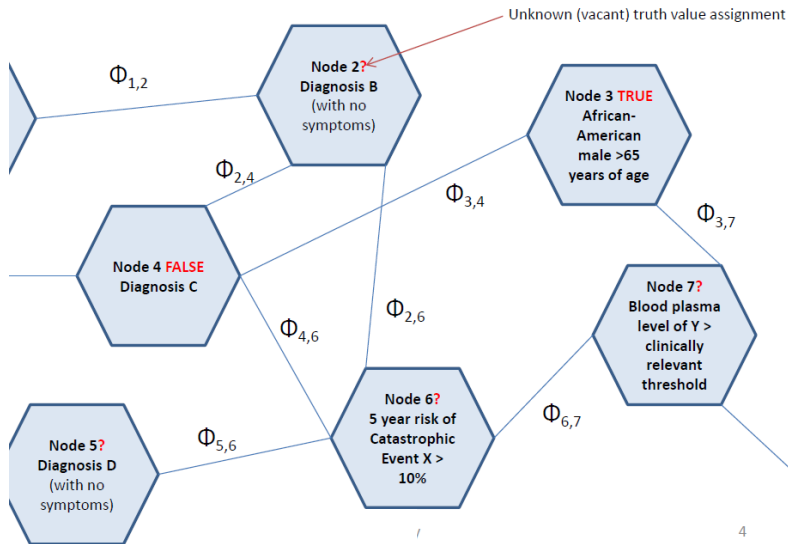 Unknown (vacant) truth value assignment
Φ1,2
Node 2?
Diagnosis B
(with no
symptoms)
Node 3 TRUE
African-
American
male >65
years of age
Φ2,4
Φ3,4
Φ3,7
Node 4 FALSE
Diagnosis C
Node 7?
Blood plasma
level of Y >
clinically
relevant
threshold
Φ4,6
Φ2,6
Node 6?
5 year risk of
Catastrophic
Event X >
10%
Φ6,7
Node 5?
Diagnosis D
(with no
symptoms)
Φ5,6
4